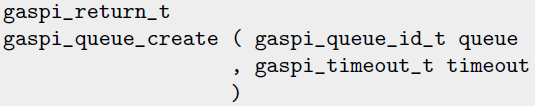 gaspi_return_t
gaspi_queue_create ( gaspi_queue_id_t queue
                   , gaspi_timeout_t timeout
                   )